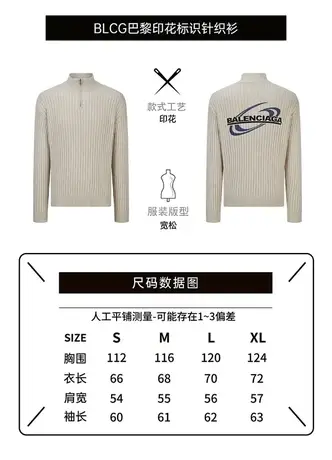 BLCG巴黎印花标识针织衫
款式工艺
印花
BALENCIAGA
服装版型
宽松
尺码数据图
人工平铺测量-可能存在1~3偏差
SIZE S M L XL
胸围 112 116 120 124
衣长 66 68 70 72
肩宽 54 55 56 57
袖长 60 61 62 63